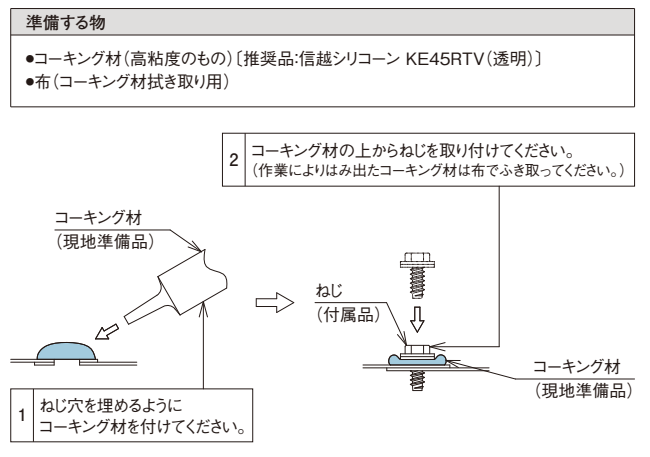 準備する物
●コーキング材（高粘度のもの）〔推奨品:信越シリコーン KE45RTV（透明）〕
●布（コーキング材拭き取り用）
2 コーキング材の上からねじを取り付けてください。
（作業によりはみ出たコーキング材は布でふき取ってください。）
コーキング材
（現地準備品）
ねじ
（付属品）
コーキング材
（現地準備品）
1 ねじ穴を埋めるように
コーキング材を付けてください。